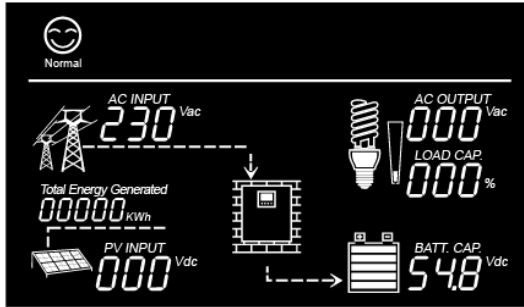 Normal
AC INPUT
230 Vac
AC OUTPUT
000 Vac
LOAD CAP.
000 %
Total Energy Generated
00000 KWh
PV INPUT
000 Vdc
BATT. CAP.
54.8 Vdc